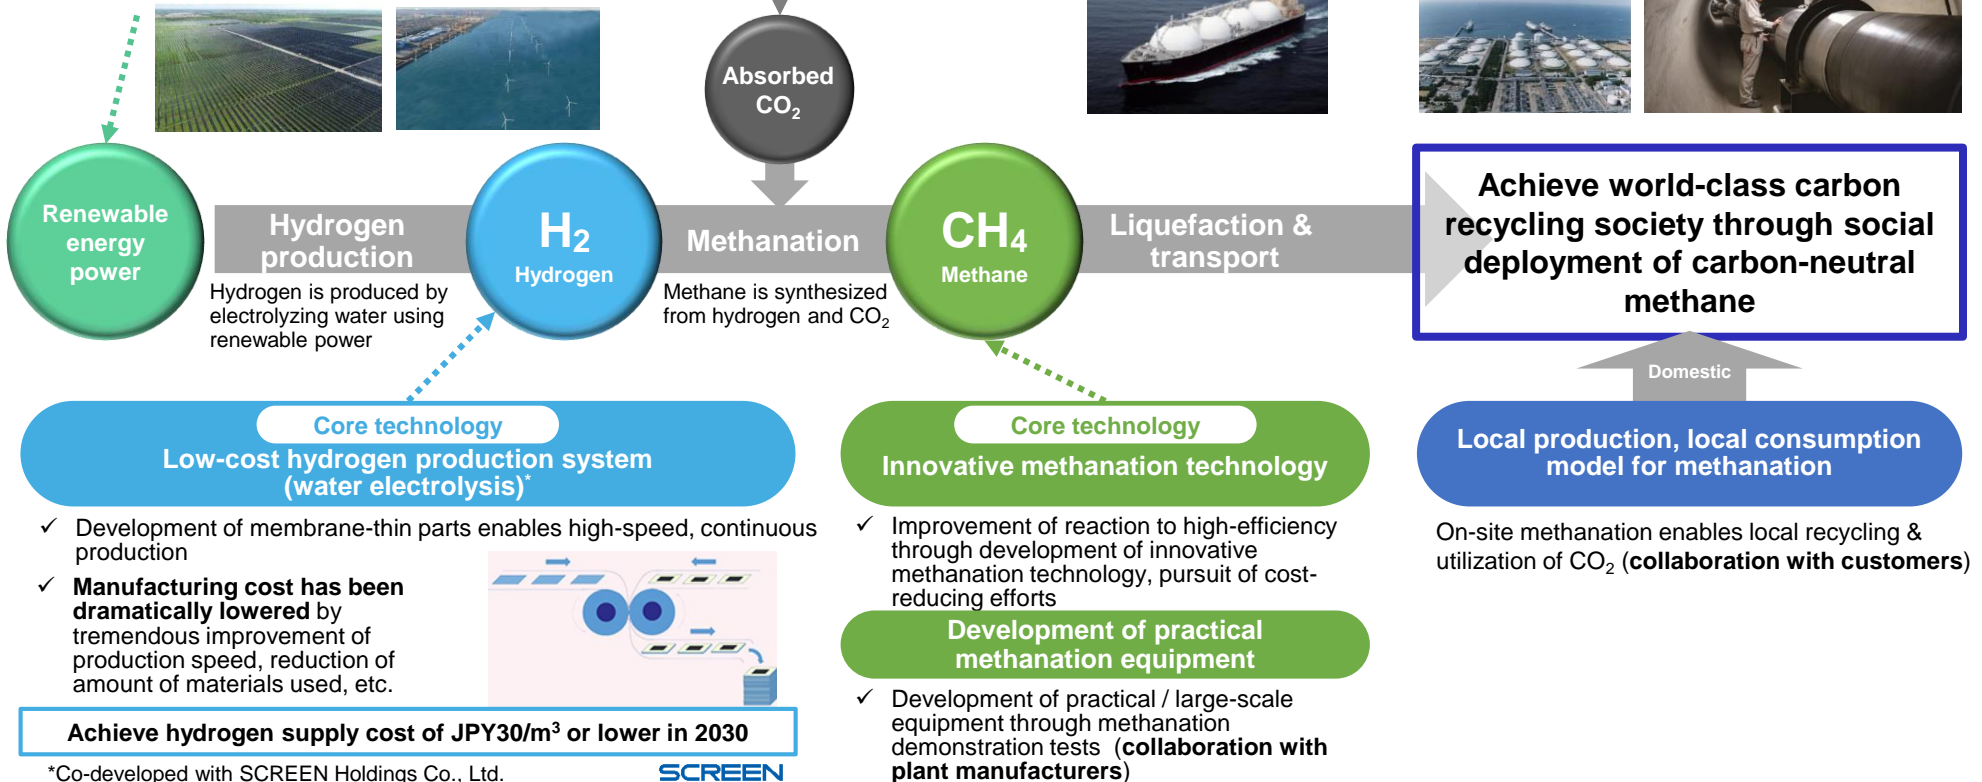 Absorbed
CO₂
Renewable
energy
power
Hydrogen
production
Hydrogen is produced by
electrolyzing water using
renewable power
H₂
Hydrogen
Methanation
Methane is synthesized
from hydrogen and CO₂
CH₄
Methane
Liquefaction &
transport
Achieve world-class carbon
recycling society through social
deployment of carbon-neutral
methane
Domestic
Core technology
Low-cost hydrogen production system
(water electrolysis)*
✓ Development of membrane-thin parts enables high-speed, continuous
production
✓ Manufacturing cost has been
dramatically lowered by
tremendous improvement of
production speed, reduction of
amount of materials used, etc.
Achieve hydrogen supply cost of JPY30/m³ or lower in 2030
*Co-developed with SCREEN Holdings Co., Ltd.
SCREEN
Core technology
Innovative methanation technology
✓ Improvement of reaction to high-efficiency
through development of innovative
methanation technology, pursuit of cost-
reducing efforts
Development of practical
methanation equipment
✓ Development of practical / large-scale
equipment through methanation
demonstration tests (collaboration with
plant manufacturers)
Local production, local consumption
model for methanation
On-site methanation enables local recycling &
utilization of CO₂ (collaboration with customers)